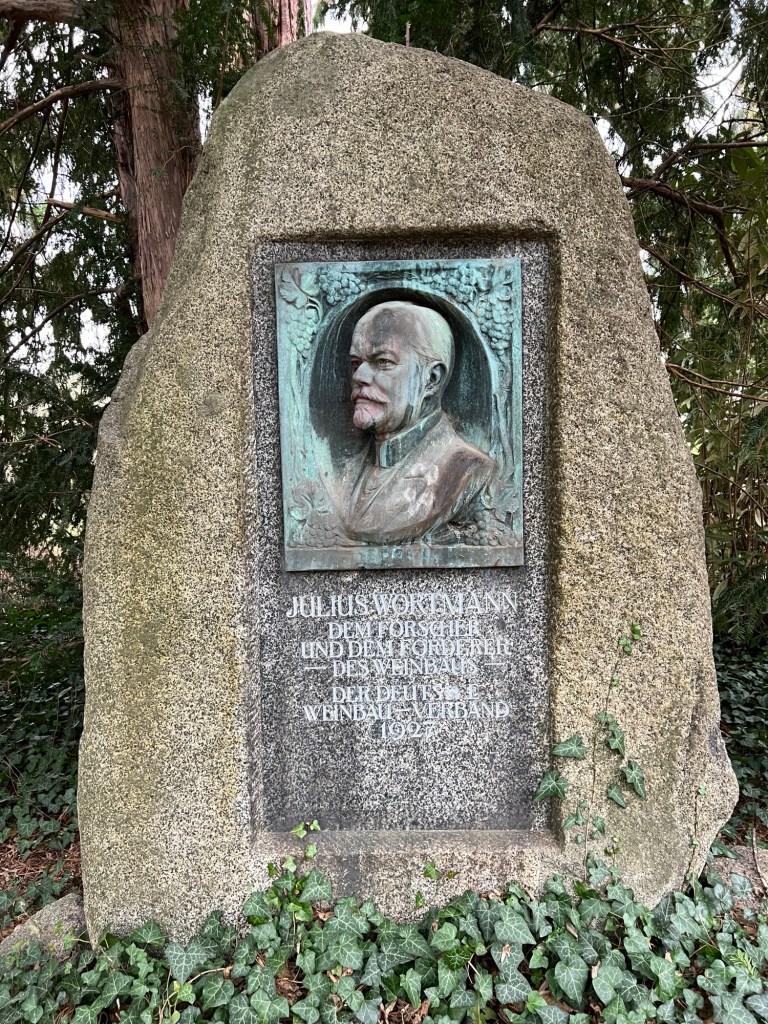 JULIUS WORTMANN
DEM FORSCHER
UND DEM FÖRDERER
DES WEINBAUS
DER DEUTSCHE
WEINBAU-VERBAND
1927